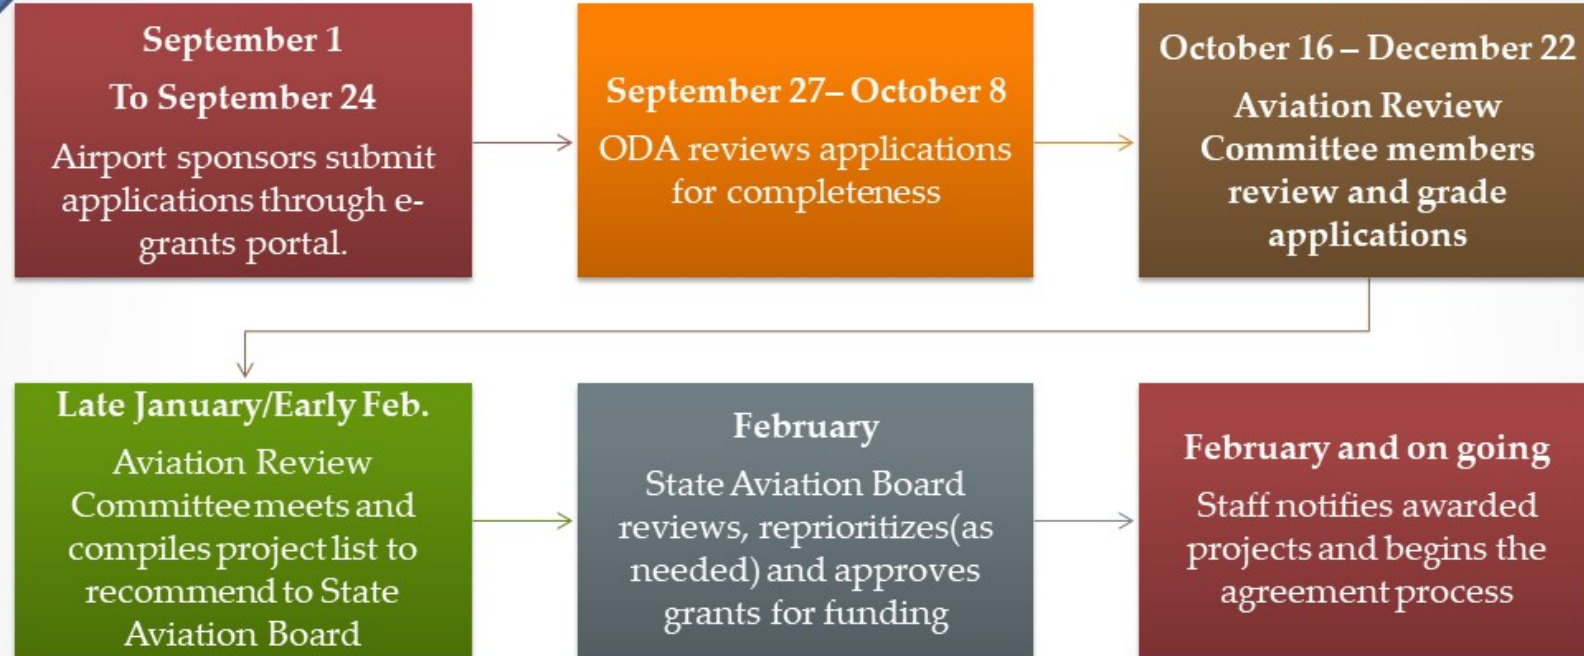 September 1
To September 24
Airport sponsors submit
applications through e-
grants portal.
September 27– October 8
ODA reviews applications
for completeness
October 16 – December 22
Aviation Review
Committee members
review and grade
applications
Late January/Early Feb.
Aviation Review
Committee meets and
compiles project list to
recommend to State
Aviation Board
February
State Aviation Board
reviews, reprioritizes(as
needed) and approves
grants for funding
February and on going
Staff notifies awarded
projects and begins the
agreement process